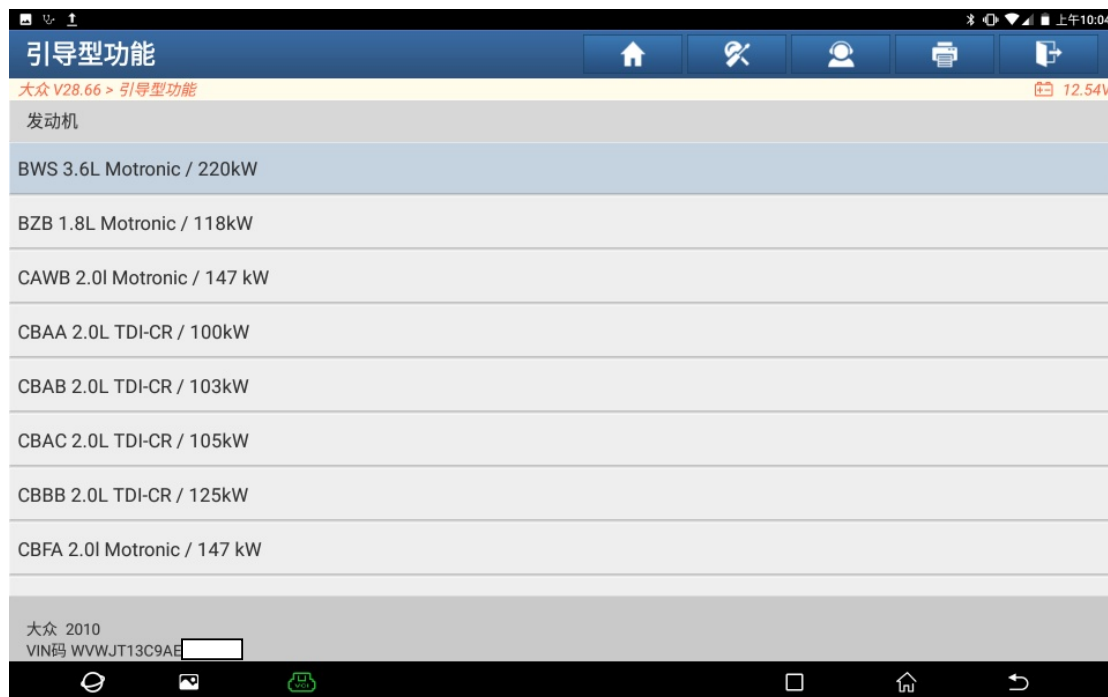 上午10:04
引导型功能
大众 V28.66 > 引导型功能
12.54V
发动机
BWS 3.6L Motronic / 220kW
BZB 1.8L Motronic / 118kW
CAWB 2.0l Motronic / 147 kW
CBAA 2.0L TDI-CR / 100kW
CBAB 2.0L TDI-CR / 103kW
CBAC 2.0L TDI-CR / 105kW
CBBB 2.0L TDI-CR / 125kW
CBFA 2.0l Motronic / 147 kW
大众 2010
VIN码 WVWJT13C9AE
VCI